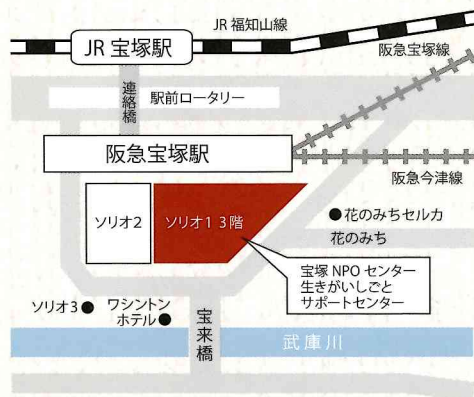 JR 福知山線
JR 宝塚駅
阪急宝塚線
連絡橋
駅前ロータリー
阪急宝塚駅
阪急今津線
ソリオ2
ソリオ1 3階
花のみちセルカ
花のみち
宝塚 NPO センター
生きがいしごと
サポートセンター
ソリオ3
ワシントン
ホテル
宝来橋
武庫川